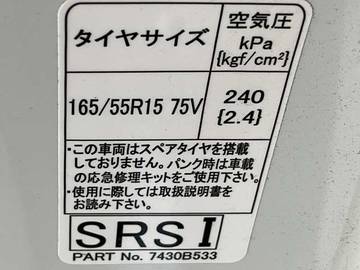 タイヤサイズ
空気圧
kPa
{kgf/cm²}
165/55R15 75V
240
{2.4}
・この車両はスペアタイヤを搭載
しておりません。パンク時は車載
の応急修理キットをご使用ください。
・使用に際しては取扱説明書を
お読み下さい。
SRS I
PART No. 7430B533